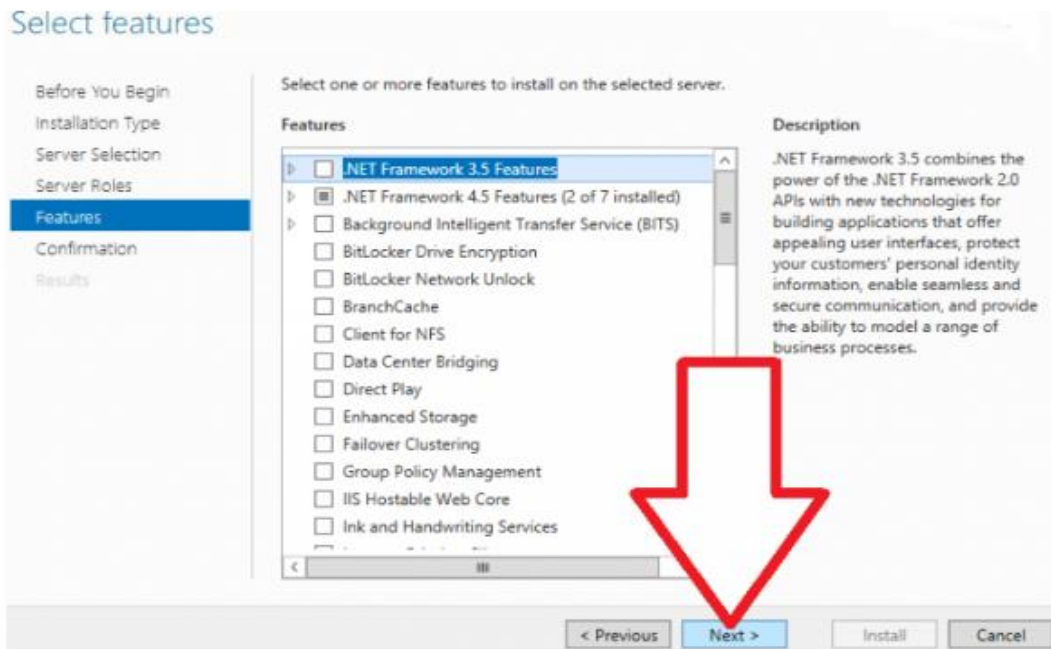 Select features
Before You Begin
Installation Type
Server Selection
Server Roles
Features
Confirmation
Results
Select one or more features to install on the selected server.
Features
.NET Framework 3.5 Features
.NET Framework 4.5 Features (2 of 7 installed)
Background Intelligent Transfer Service (BITS)
BitLocker Drive Encryption
BitLocker Network Unlock
BranchCache
Client for NFS
Data Center Bridging
Direct Play
Enhanced Storage
Failover Clustering
Group Policy Management
IIS Hostable Web Core
Ink and Handwriting Services
Description
.NET Framework 3.5 combines the
power of the .NET Framework 2.0
APIs with new technologies for
building applications that offer
appealing user interfaces, protect
your customers' personal identity
information, enable seamless and
secure communication, and provide
the ability to model a range of
business processes.
< Previous
Next >
Install
Cancel